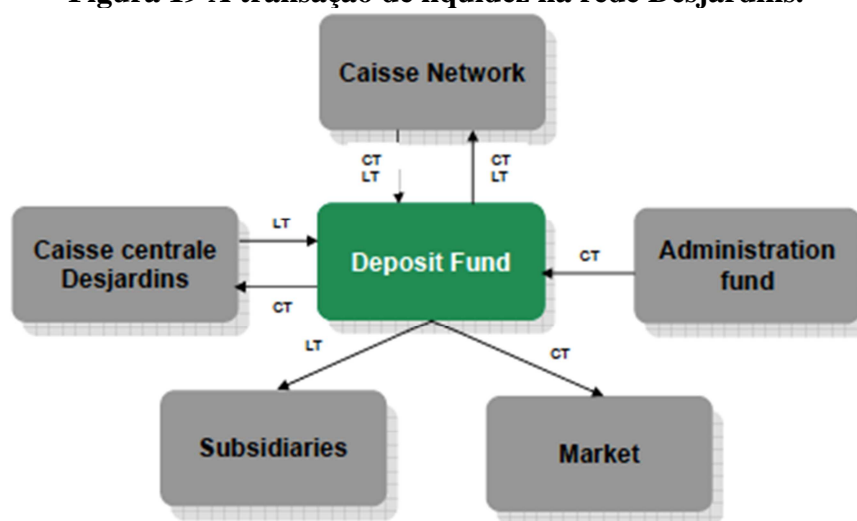 Figura 19 A transação de liquidez na rede Desjardins.
Caisse Network
CT
LT
CT
LT
Caisse centrale
Desjardins
LT
CT
Deposit Fund
CT
Administration
fund
LT
CT
Subsidiaries
Market